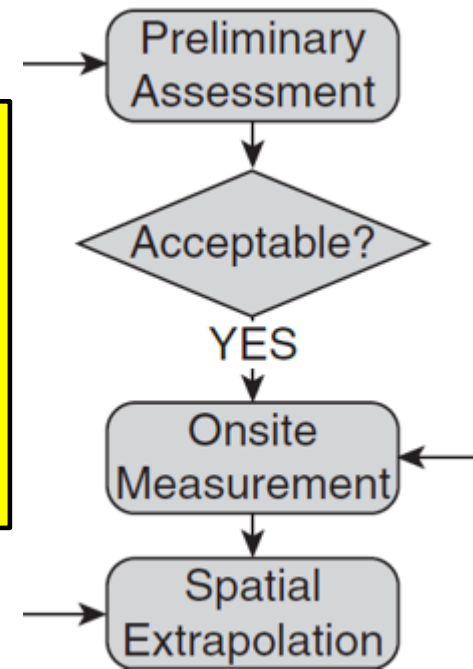 Preliminary
Assessment
Acceptable?
YES
Onsite
Measurement
Spatial
Extrapolation